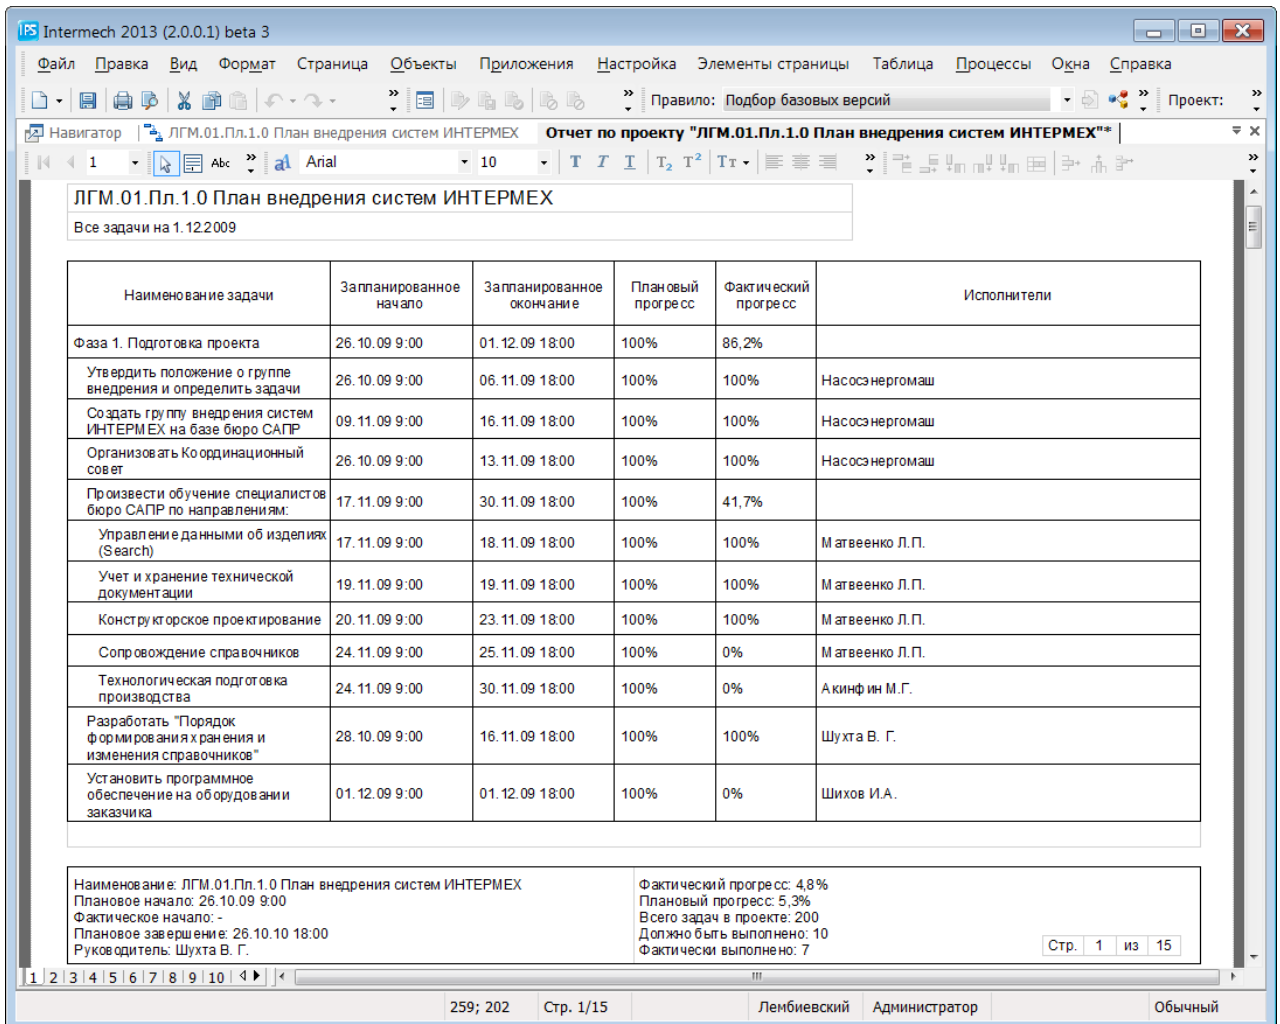 IPS Intermech 2013 (2.0.0.1) beta 3
Файл Правка Вид Формат Страница Объекты Приложения Настройка Элементы страницы Таблица Процессы Окна Справка
Правило: Подбор базовых версий Проект:
Навигатор ЛГМ.01.Пл.1.0 План внедрения систем ИНТЕРМЕХ Отчет по проекту "ЛГМ.01.Пл.1.0 План внедрения систем ИНТЕРМЕХ"*
1 Abc a1 Arial 10 T T T T2 T2 Tт
ЛГМ.01.Пл.1.0 План внедрения систем ИНТЕРМЕХ
Все задачи на 1.12.2009
Наименование задачи Запланированное начало Запланированное окончание Плановый прогресс Фактический прогресс Исполнители
Фаза 1. Подготовка проекта 26.10.09 9:00 01.12.09 18:00 100% 86,2%
Утвердить положение о группе
внедрения и определить задачи 26.10.09 9:00 06.11.09 18:00 100% 100% Насосэнергомаш
Создать группу внедрения систем
ИНТЕРМЕХ на базе бюро САПР 09.11.09 9:00 16.11.09 18:00 100% 100% Насосэнергомаш
Организовать Координационный
совет 26.10.09 9:00 13.11.09 18:00 100% 100% Насосэнергомаш
Произвести обучение специалистов
бюро САПР по направлениям: 17.11.09 9:00 30.11.09 18:00 100% 41,7%
Управление данными об изделиях
(Search) 17.11.09 9:00 18.11.09 18:00 100% 100% Матвеенко Л.П.
Учет и хранение технической
документации 19.11.09 9:00 19.11.09 18:00 100% 100% Матвеенко Л.П.
Конструкторское проектирование 20.11.09 9:00 23.11.09 18:00 100% 100% Матвеенко Л.П.
Сопровождение справочников 24.11.09 9:00 25.11.09 18:00 100% 0% Матвеенко Л.П.
Технологическая подготовка
производства 24.11.09 9:00 30.11.09 18:00 100% 0% Акинфин М.Г.
Разработать "Порядок
формирования хранения и
изменения справочников" 28.10.09 9:00 16.11.09 18:00 100% 100% Шухта В. Г.
Установить программное
обеспечение на оборудовании
заказчика 01.12.09 9:00 01.12.09 18:00 100% 0% Шихов И.А.
Наименование: ЛГМ.01.Пл.1.0 План внедрения систем ИНТЕРМЕХ
Плановое начало: 26.10.09 9:00
Фактическое начало: -
Плановое завершение: 26.10.10 18:00
Руководитель: Шухта В. Г.
Фактический прогресс: 4,8%
Плановый прогресс: 5,3%
Всего задач в проекте: 200
Должно быть выполнено: 10
Фактически выполнено: 7
Стр. 1 из 15
1 2 3 4 5 6 7 8 9 10
259; 202 Стр. 1/15 Лембиевский Администратор Обычный